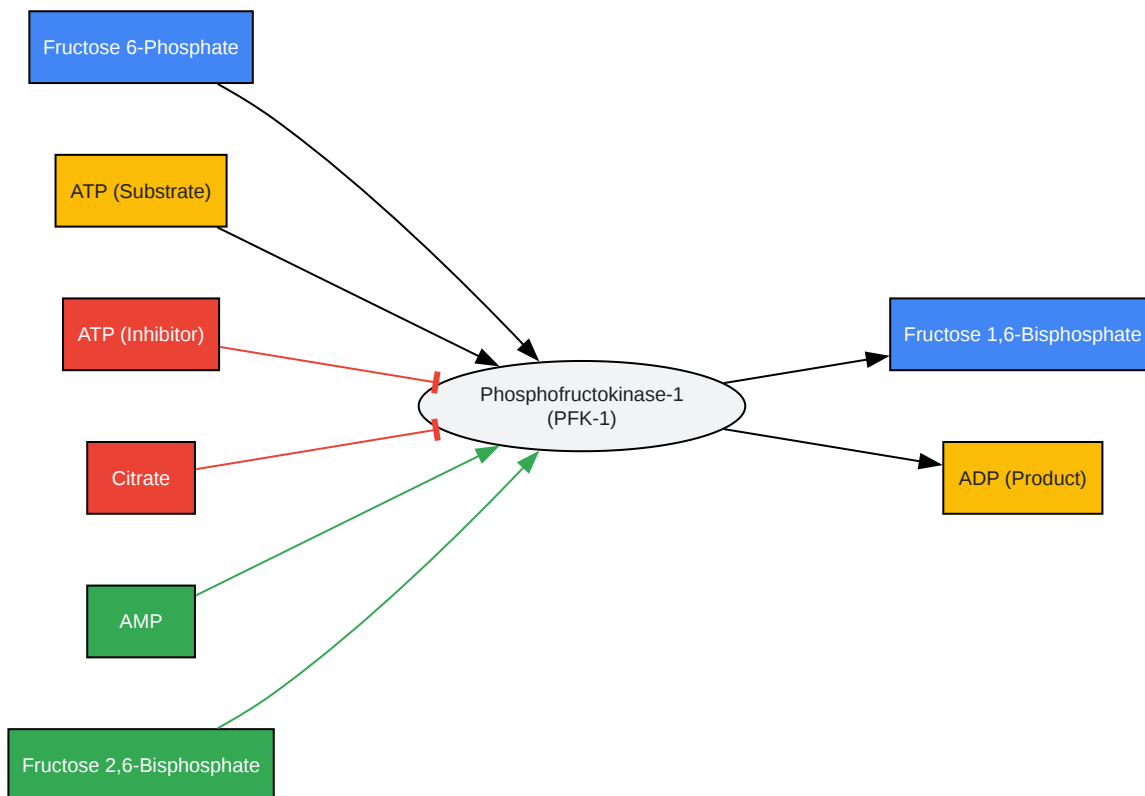 Fructose 6-Phosphate
ATP (Substrate)
ATP (Inhibitor)
Fructose 1,6-Bisphosphate
Phosphofructokinase-1
(PFK-1)
Citrate
ADP (Product)
AMP
Fructose 2,6-Bisphosphate